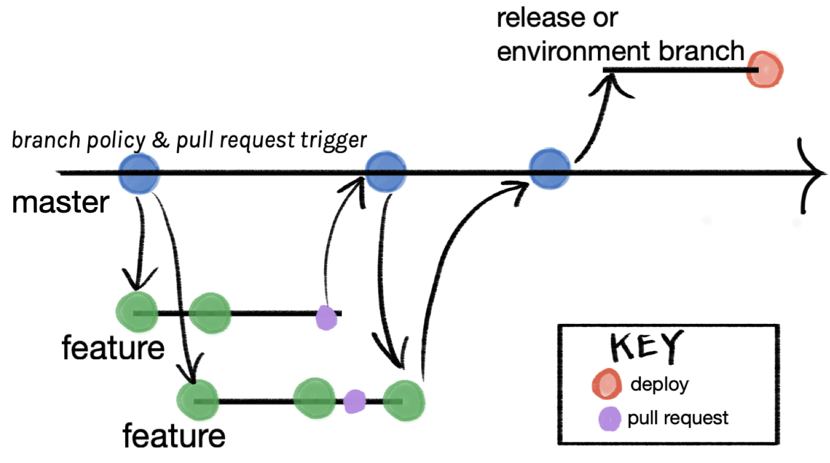 release or
environment branch
branch policy & pull request trigger
master
feature
feature
KEY
deploy
pull request